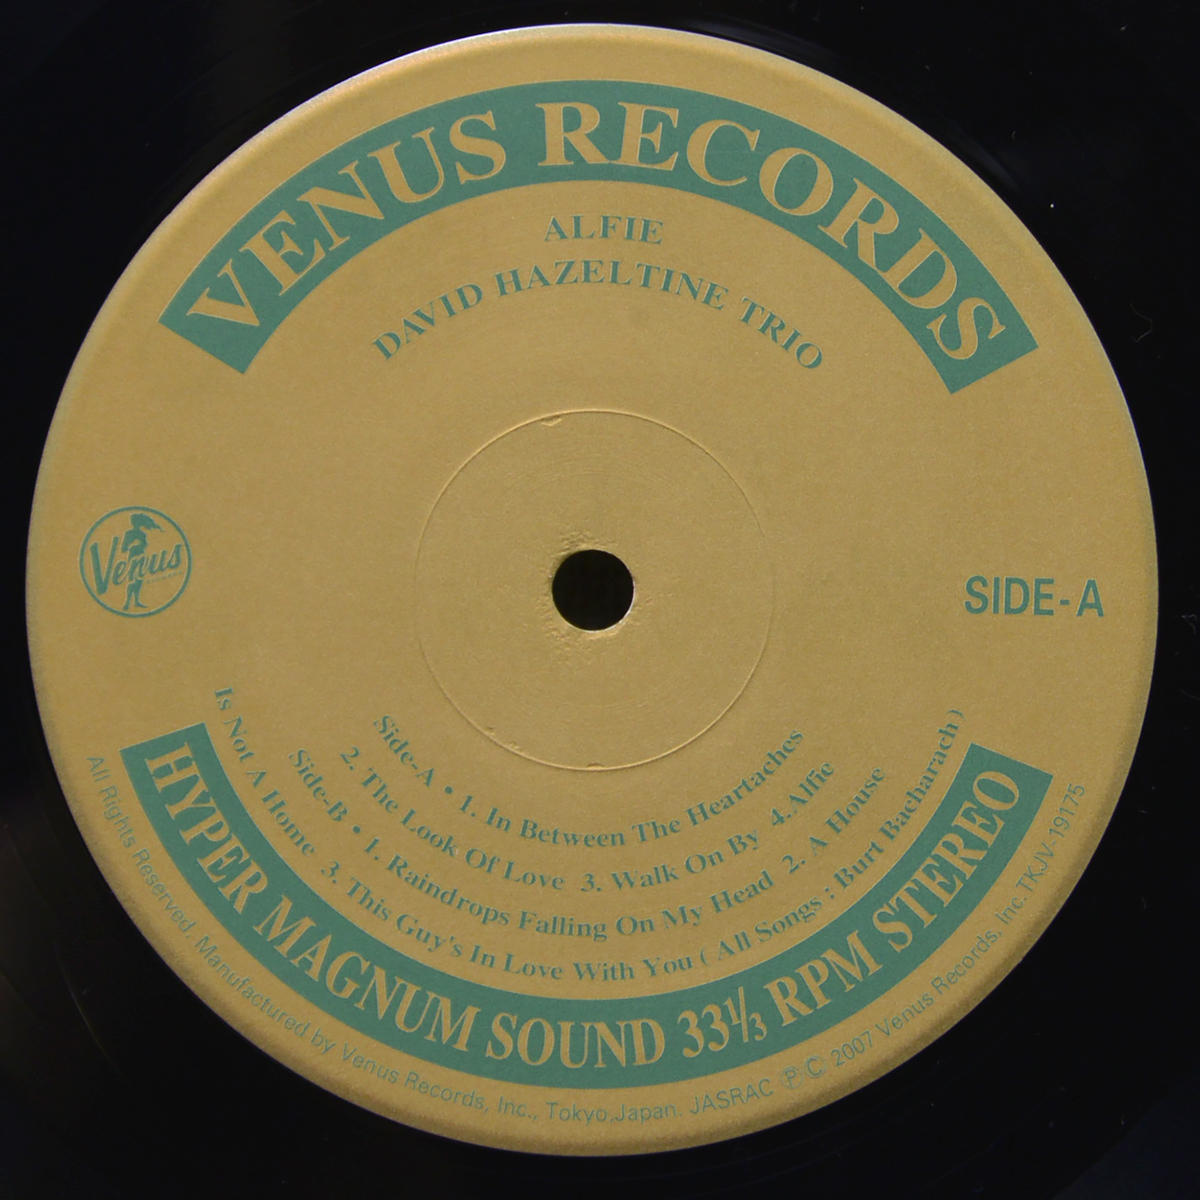 VENUS RECORDS
ALFIE
DAVID HAZELTINE TRIO
Venus
SIDE-A
Side-A • 1. In Between The Heartaches
2. The Look Of Love 3. Walk On By 4. Alfie
Side-B • 1. Raindrops Falling On My Head 2. A House
Is Not A Home 3. This Guy's In Love With You ( All Songs : Burt Bacharach )
HYPER MAGNUM SOUND 33⅓ RPM STEREO
All Rights Reserved. Manufactured by Venus Records, Inc., Tokyo,Japan. JASRAC Ⓟ Ⓒ 2007 Venus Records, Inc. TKJV-19175